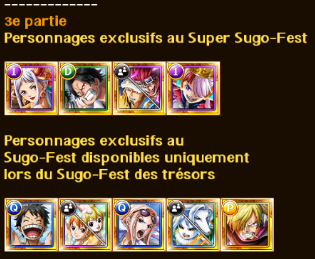 -------------
3e partie
Personnages exclusifs au Super Sugo-Fest
I
D
I
Personnages exclusifs au
Sugo-Fest disponibles uniquement
lors du Sugo-Fest des trésors
Q
Q
P